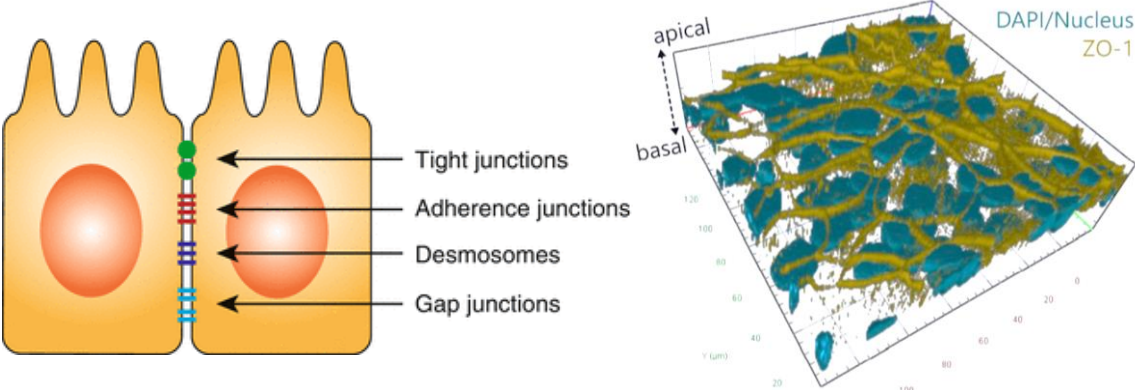 Tight junctions
Adherence junctions
Desmosomes
Gap junctions
apical
basal
DAPI/Nucleus
ZO-1
120
100
80
60
40
20
Y (µm)
0
20
40
60
80
100